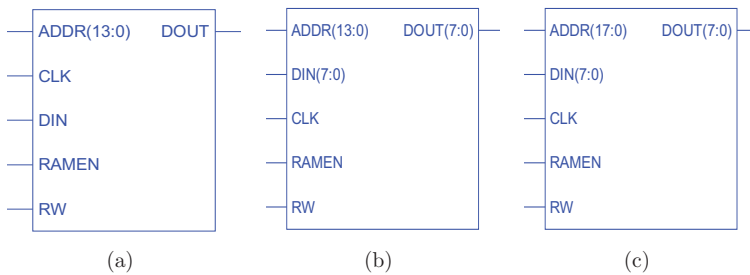 ADDR(13:0) DOUT
CLK
DIN
RAMEN
RW
(a)
ADDR(13:0) DOUT(7:0)
DIN(7:0)
CLK
RAMEN
RW
(b)
ADDR(17:0) DOUT(7:0)
DIN(7:0)
CLK
RAMEN
RW
(c)